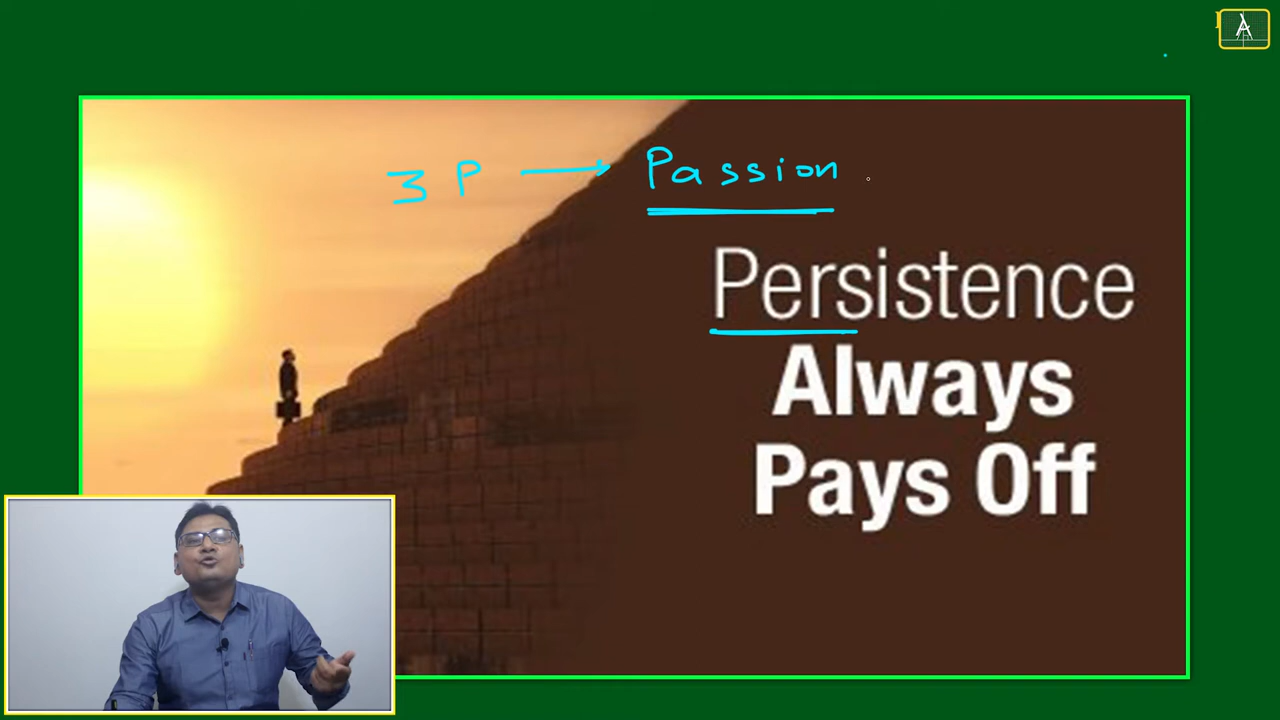 A
3 P → Passion
Persistence
Always
Pays Off